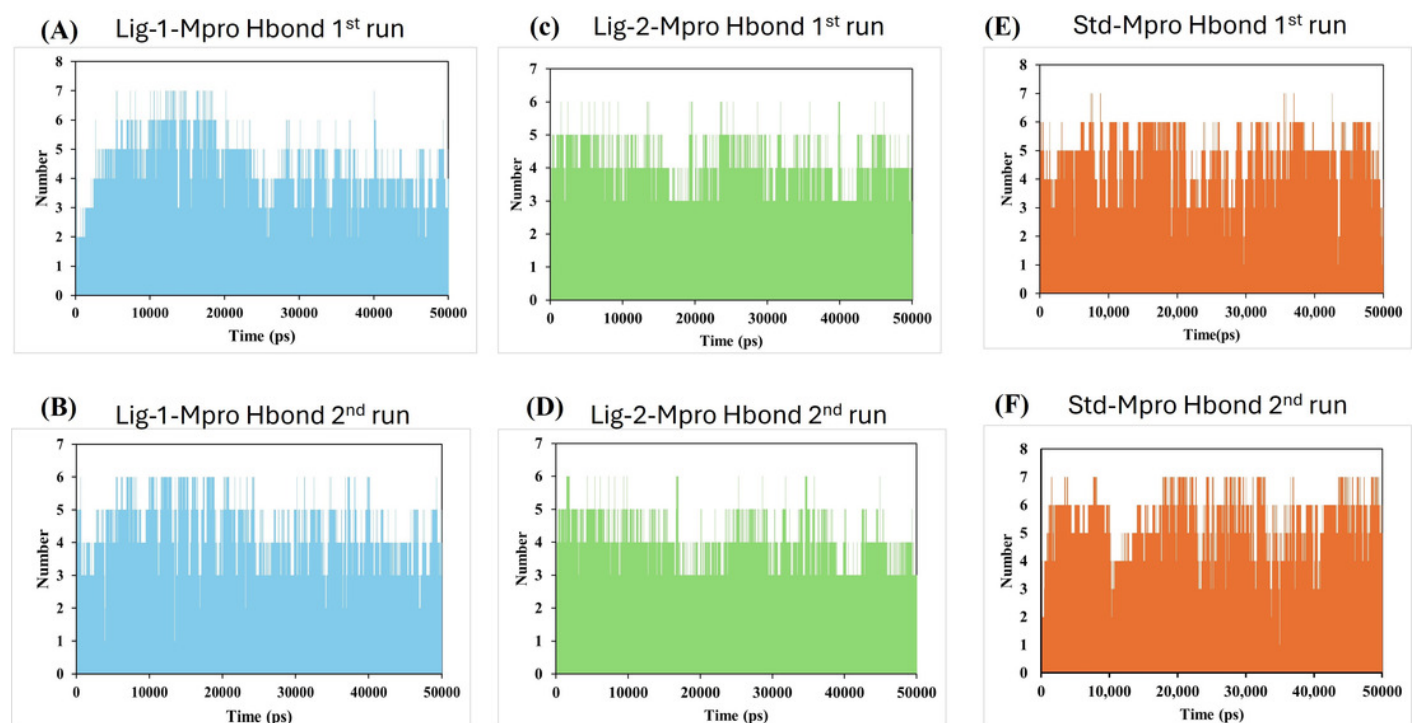 (A) Lig-1-Mpro Hbond 1st run
8
7
6
5
4
3
2
1
0
Number
0 10000 20000 30000 40000 50000
Time (ps)
(c) Lig-2-Mpro Hbond 1st run
7
6
5
4
3
2
1
0
Number
0 10000 20000 30000 40000 50000
Time (ps)
(E) Std-Mpro Hbond 1st run
8
7
6
5
4
3
2
1
0
Number
0 10,000 20,000 30,000 40,000 50000
Time(ps)
(B) Lig-1-Mpro Hbond 2nd run
7
6
5
4
3
2
1
0
Number
0 10000 20000 30000 40000 50000
Time (ps)
(D) Lig-2-Mpro Hbond 2nd run
7
6
5
4
3
2
1
0
Number
0 10000 20000 30000 40000 50000
Time (ps)
(F) Std-Mpro Hbond 2nd run
8
7
6
5
4
3
2
1
0
Number
0 10,000 20,000 30,000 40,000 50000
Time (ps)